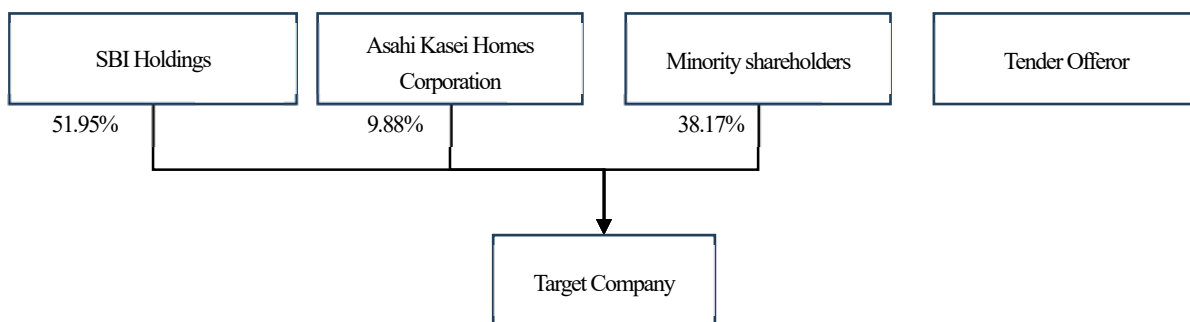 SBI Holdings
Asahi Kasei Homes
Corporation
Minority shareholders
Tender Offeror
51.95%
9.88%
38.17%
Target Company